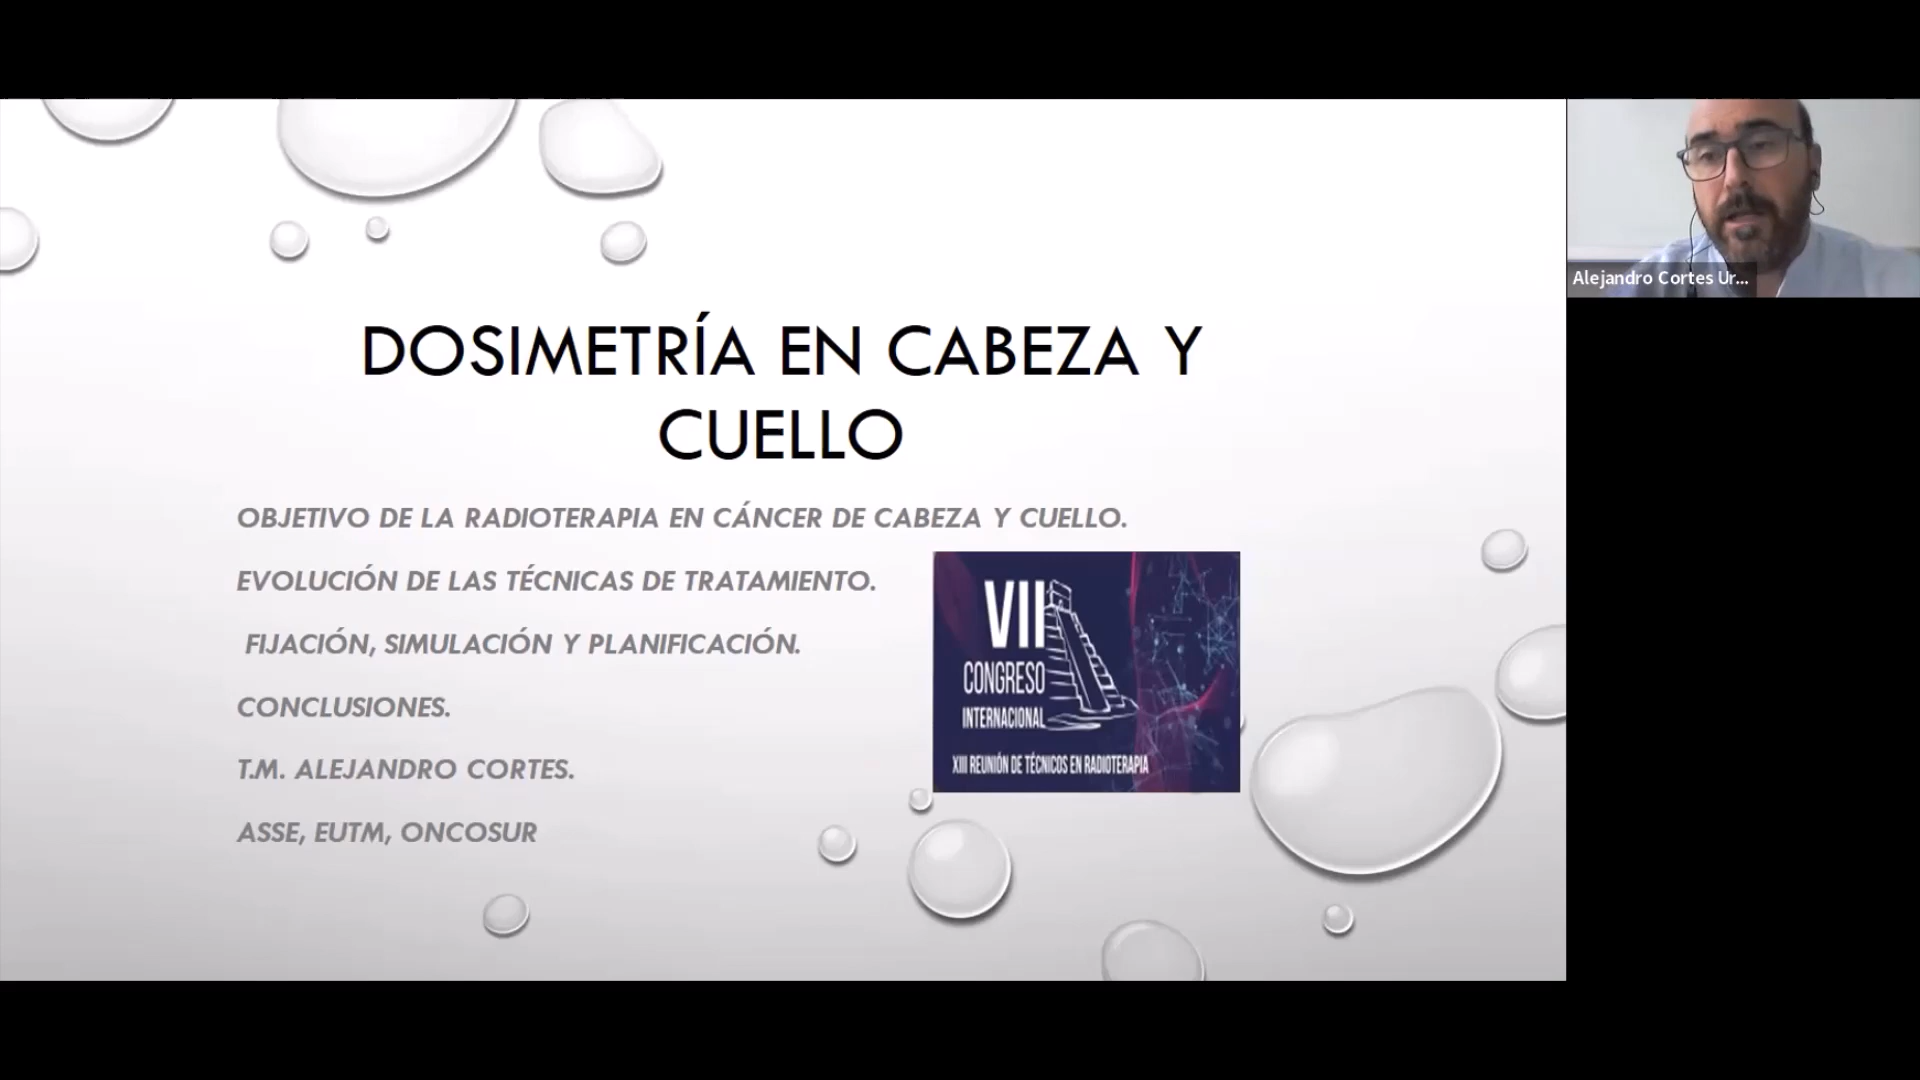 DOSIMETRÍA EN CABEZA Y
CUELLO
OBJETIVO DE LA RADIOTERAPIA EN CÁNCER DE CABEZA Y CUELLO.
EVOLUCIÓN DE LAS TÉCNICAS DE TRATAMIENTO.
FIJACIÓN, SIMULACIÓN Y PLANIFICACIÓN.
CONCLUSIONES.
T.M. ALEJANDRO CORTES.
ASSE, EUTM, ONCOSUR
VII
CONGRESO
INTERNACIONAL
XIII REUNIÓN DE TÉCNICOS EN RADIOTERAPIA
Alejandro Cortes Ur...